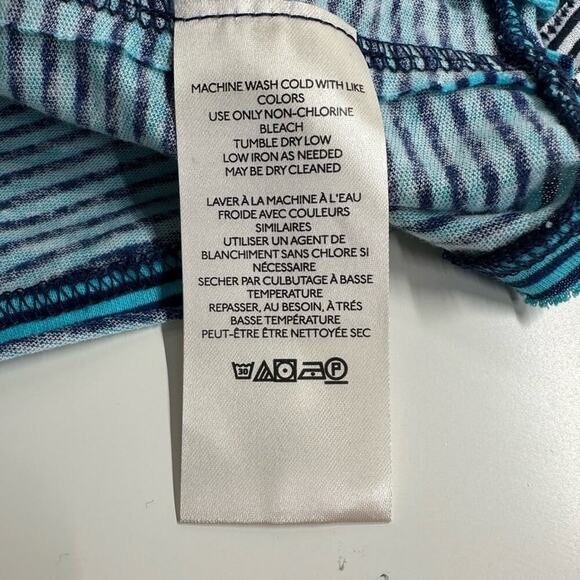 MACHINE WASH COLD WITH LIKE
COLORS
USE ONLY NON-CHLORINE
BLEACH
TUMBLE DRY LOW
LOW IRON AS NEEDED
MAY BE DRY CLEANED
LAVER À LA MACHINE À L'EAU
FROIDE AVEC COULEURS
SIMILAIRES
UTILISER UN AGENT DE
BLANCHIMENT SANS CHLORE SI
NÉCESSAIRE
SECHER PAR CULBUTAGE À BASSE
TEMPERATURE
REPASSER, AU BESOIN, À TRÉS
BASSE TEMPÉRATURE
PEUT-ÊTRE ÊTRE NETTOYÉE SEC
30 P